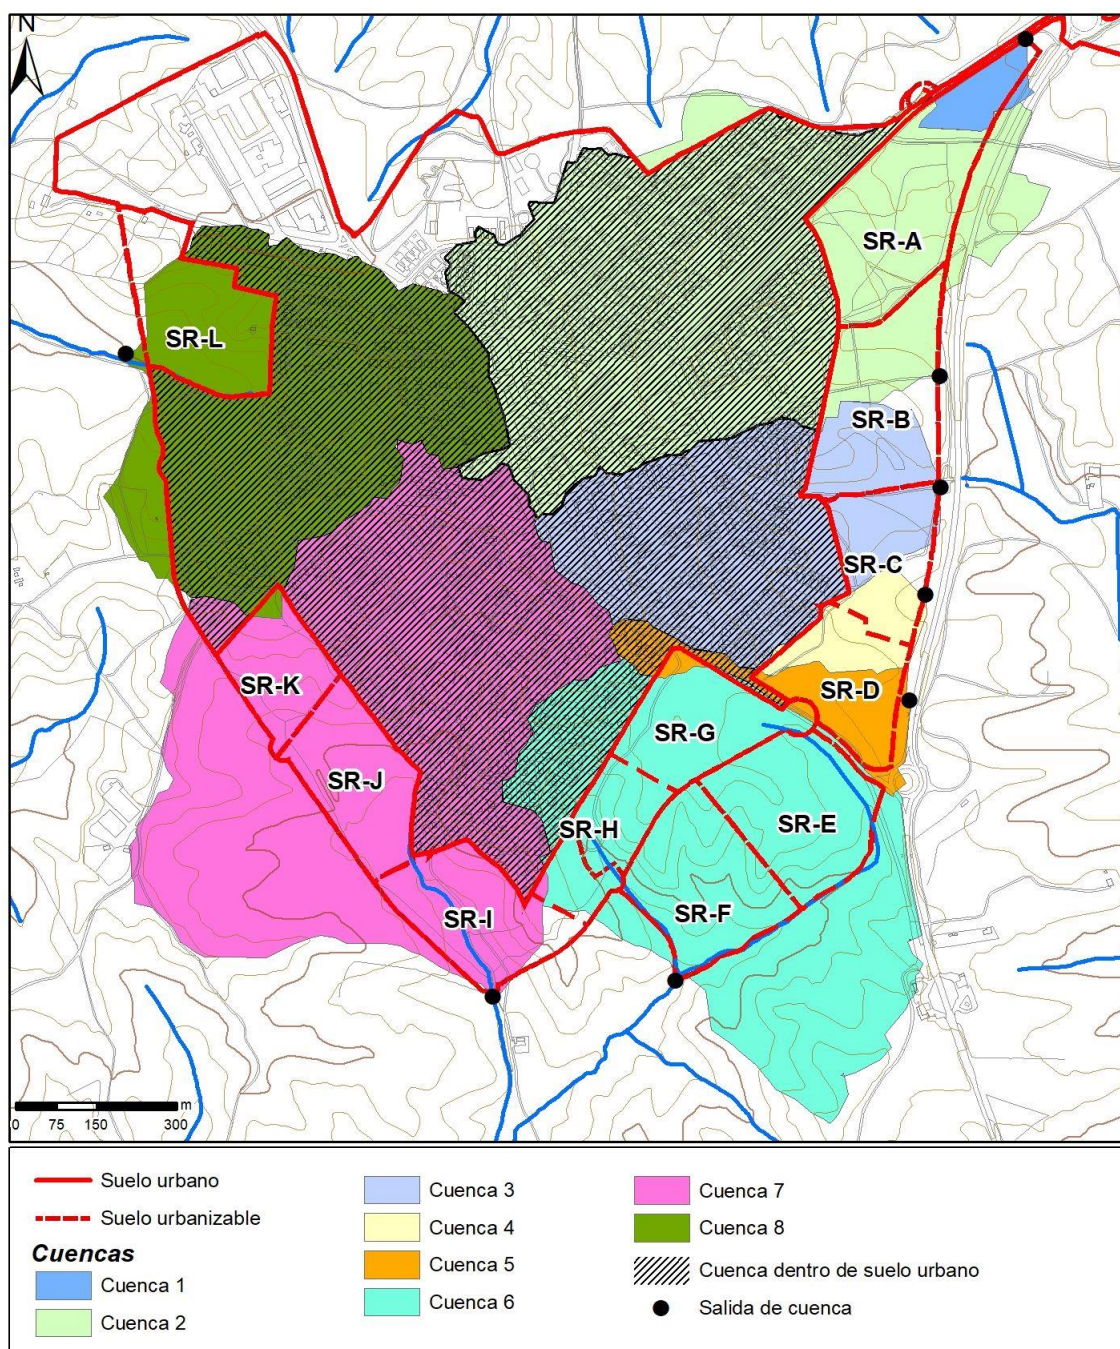 N
SR-A
SR-L
SR-B
SR-C
SR-K
SR-D
SR-G
SR-J
SR-H
SR-E
SR-F
SR-I
m
0 75 150 300
Suelo urbano
Suelo urbanizable
Cuencas
Cuenca 1
Cuenca 2
Cuenca 3
Cuenca 4
Cuenca 5
Cuenca 6
Cuenca 7
Cuenca 8
Cuenca dentro de suelo urbano
Salida de cuenca